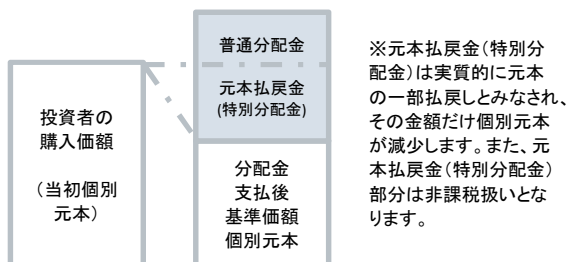 投資者の
購入価額
(当初個別
元本)
普通分配金
元本払戻金
(特別分配金)
分配金
支払後
基準価額
個別元本
※元本払戻金(特別分
配金)は実質的に元本
の一部払戻しとみなされ、
その金額だけ個別元本
が減少します。また、元
本払戻金(特別分配金)
部分は非課税扱いとな
ります。